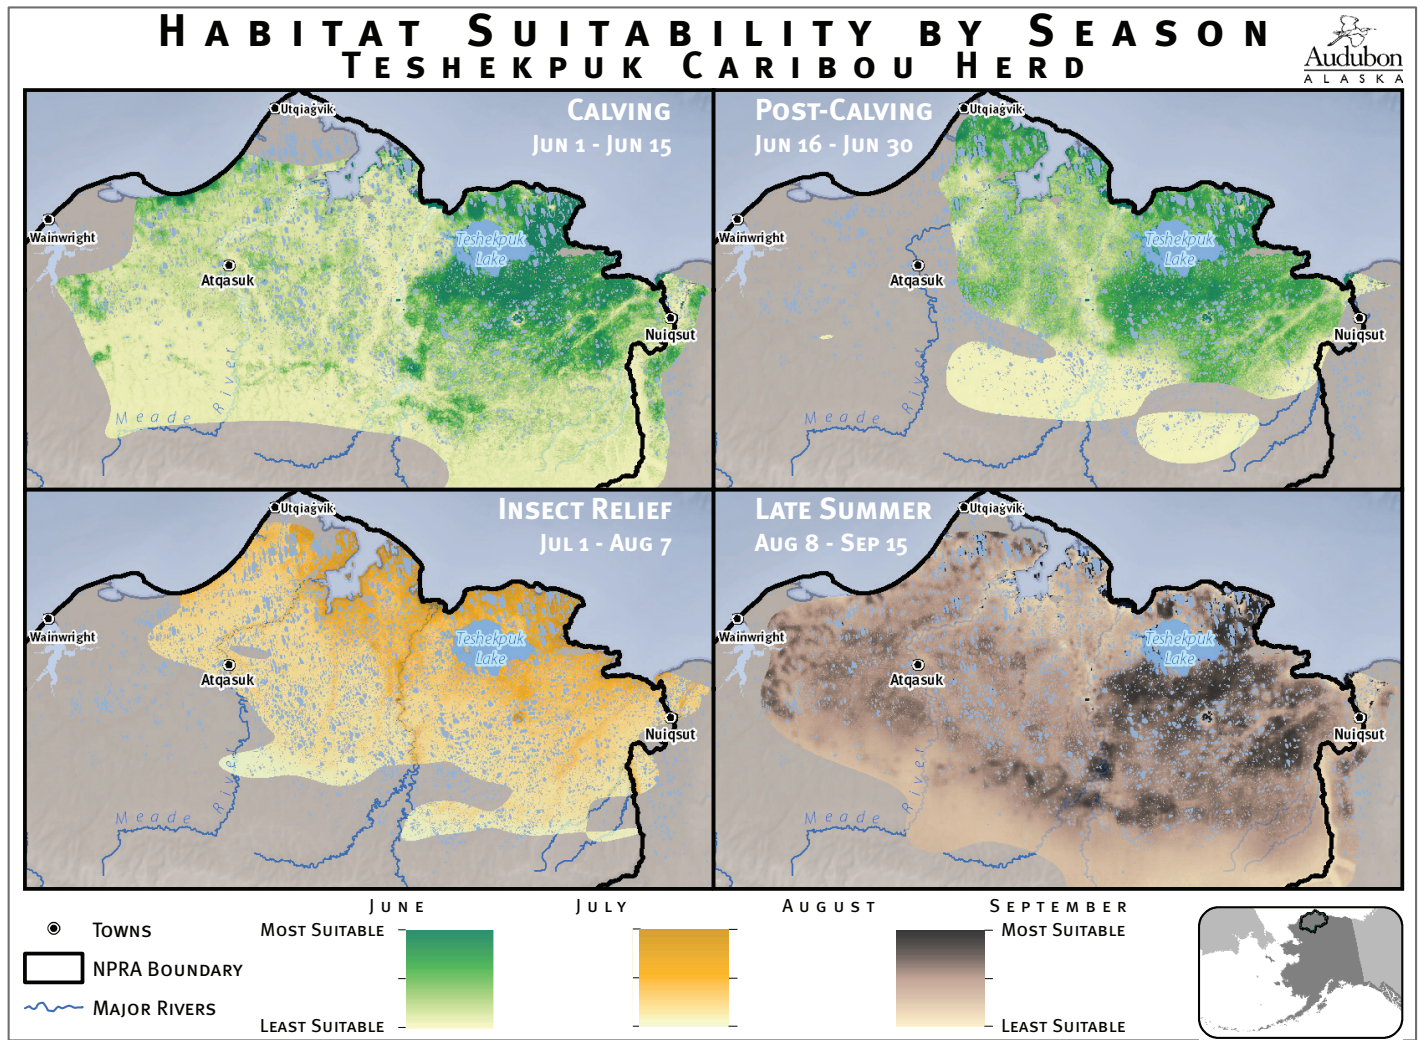 Habitat Suitability by Season
Teshekpuk Caribou Herd
Audubon
ALASKA
Calving
Jun 1 - Jun 15
Utqiaġvik
Wainwright
Atqasuk
Teshekpuk
Lake
Nuiqsut
Meade River
Post-Calving
Jun 16 - Jun 30
Utqiaġvik
Wainwright
Atqasuk
Teshekpuk
Lake
Nuiqsut
Meade River
Insect Relief
Jul 1 - Aug 7
Utqiaġvik
Wainwright
Atqasuk
Teshekpuk
Lake
Nuiqsut
Meade River
Late Summer
Aug 8 - Sep 15
Utqiaġvik
Wainwright
Atqasuk
Teshekpuk
Lake
Nuiqsut
Meade River
June July August September
Towns
NPRA Boundary
Major Rivers
Most Suitable
Least Suitable
Most Suitable
Least Suitable